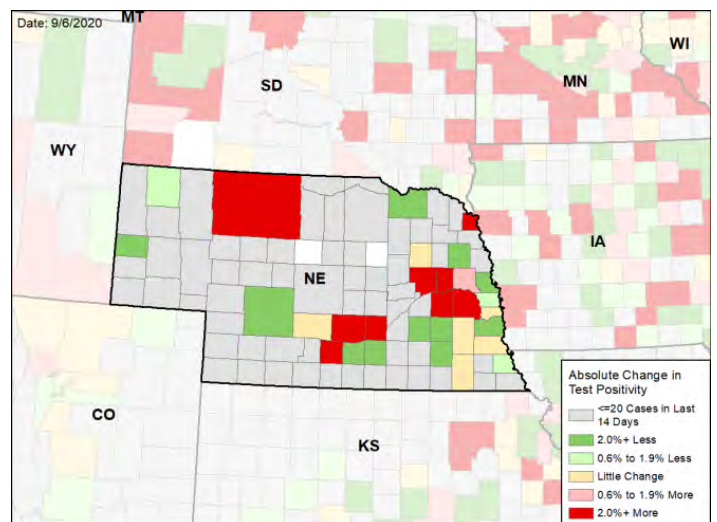 Date: 9/6/2020
MT
SD
MN
WI
WY
IA
NE
CO
KS
Absolute Change in
Test Positivity
<=20 Cases in Last
14 Days
2.0%+ Less
0.6% to 1.9% Less
Little Change
0.6% to 1.9% More
2.0%+ More